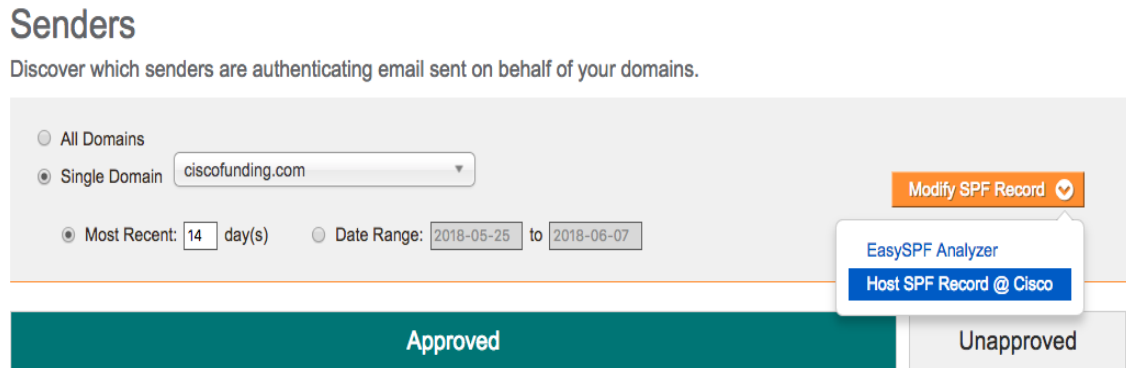 Senders
Discover which senders are authenticating email sent on behalf of your domains.
All Domains
Single Domain ciscofunding.com
Modify SPF Record
Most Recent: 14 day(s) Date Range: 2018-05-25 to 2018-06-07
EasySPF Analyzer
Host SPF Record @ Cisco
Approved Unapproved